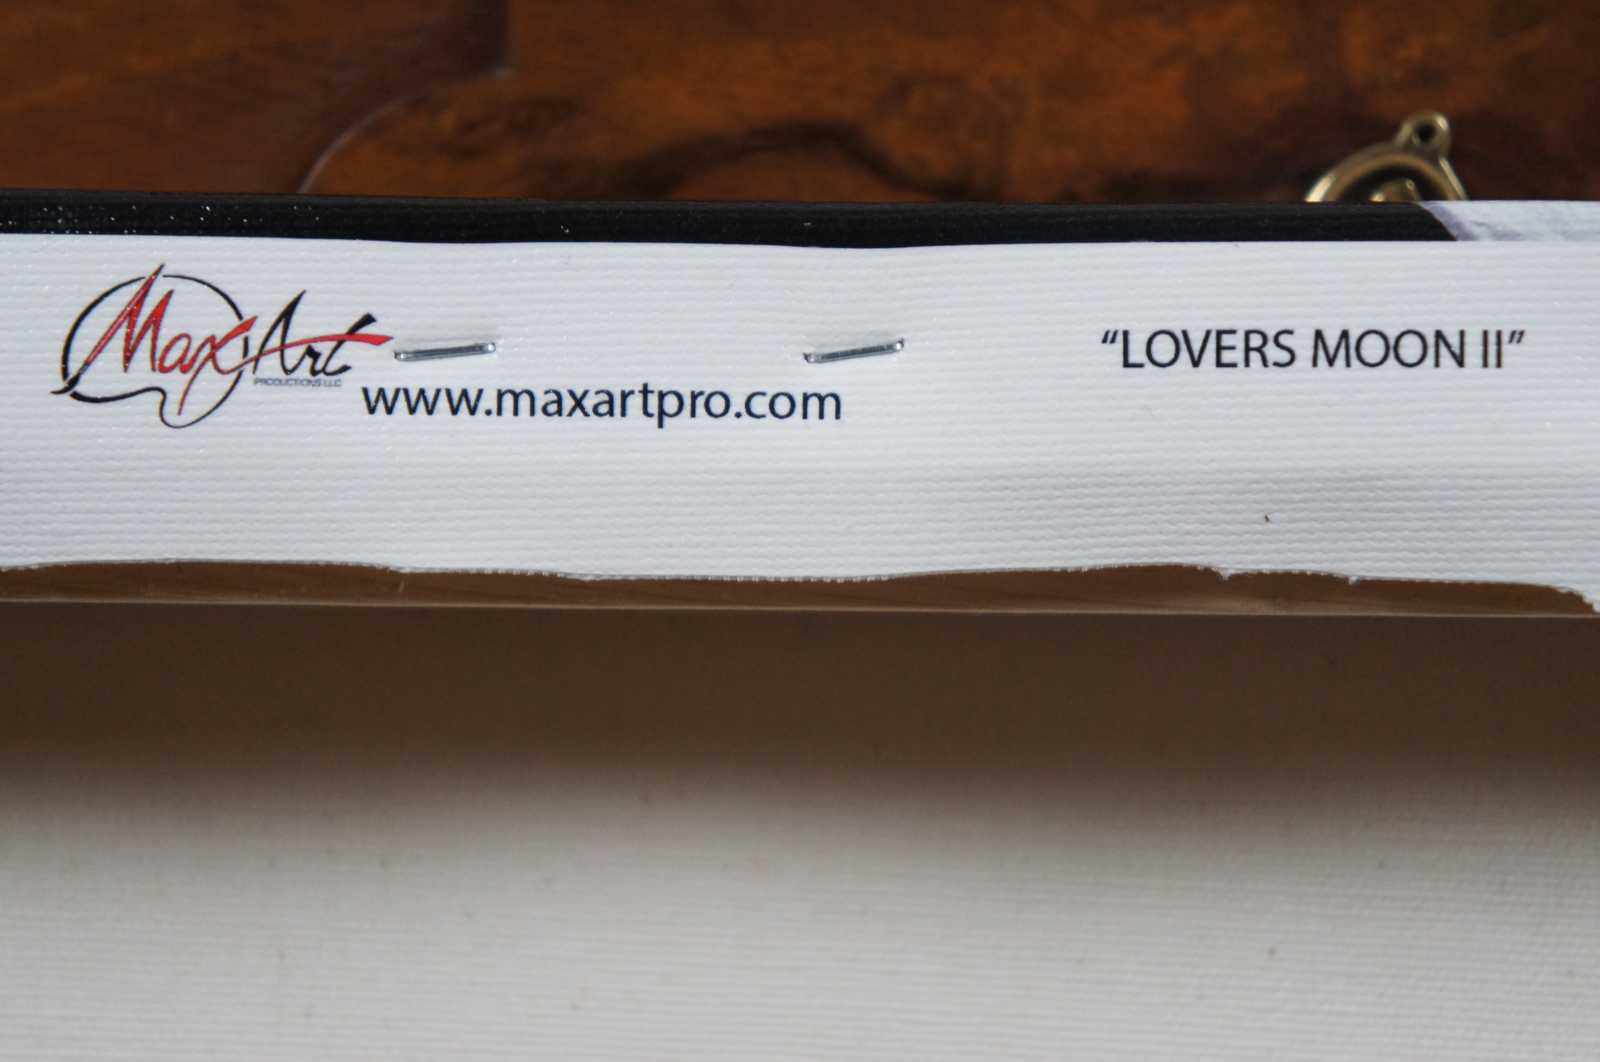 MaxArt
PRODUCTIONS LLC
www.maxartpro.com
“LOVERS MOON II”